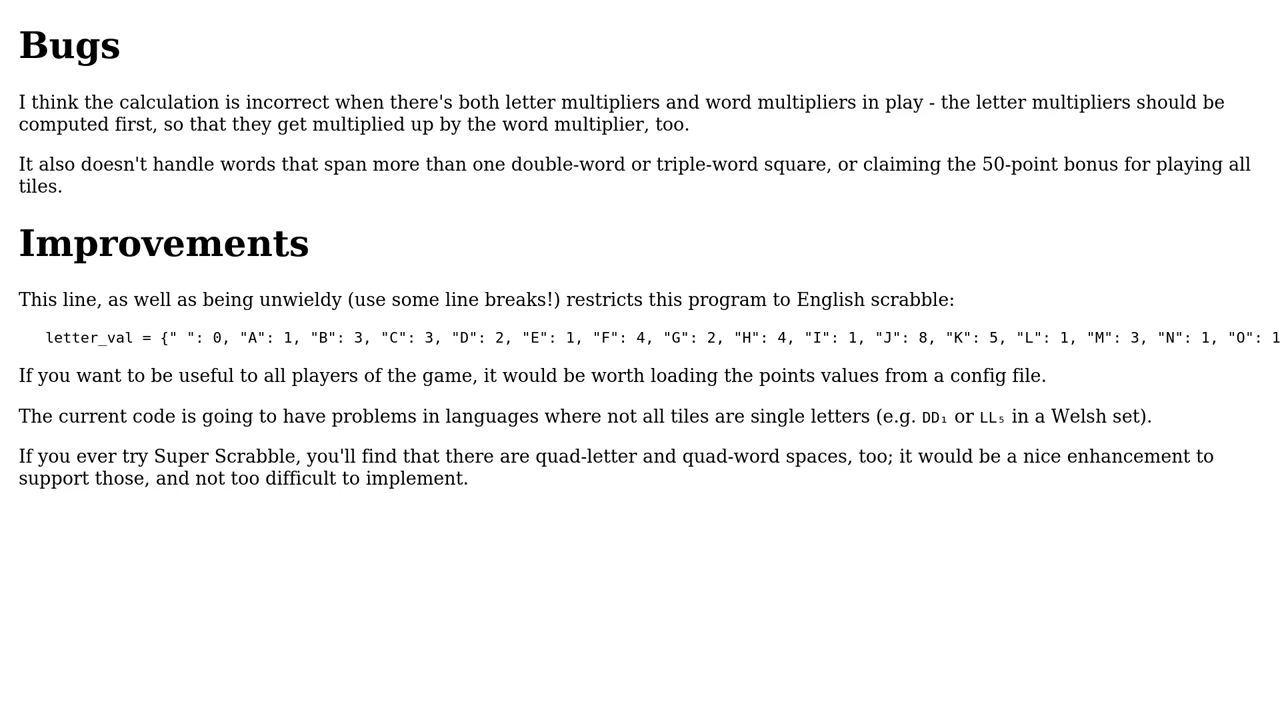 Bugs
I think the calculation is incorrect when there's both letter multipliers and word multipliers in play - the letter multipliers should be
computed first, so that they get multiplied up by the word multiplier, too.
It also doesn't handle words that span more than one double-word or triple-word square, or claiming the 50-point bonus for playing all
tiles.
Improvements
This line, as well as being unwieldy (use some line breaks!) restricts this program to English scrabble:
letter_val = {" ": 0, "A": 1, "B": 3, "C": 3, "D": 2, "E": 1, "F": 4, "G": 2, "H": 4, "I": 1, "J": 8, "K": 5, "L": 1, "M": 3, "N": 1, "O": 1
If you want to be useful to all players of the game, it would be worth loading the points values from a config file.
The current code is going to have problems in languages where not all tiles are single letters (e.g. DD₁ or LL₅ in a Welsh set).
If you ever try Super Scrabble, you'll find that there are quad-letter and quad-word spaces, too; it would be a nice enhancement to
support those, and not too difficult to implement.